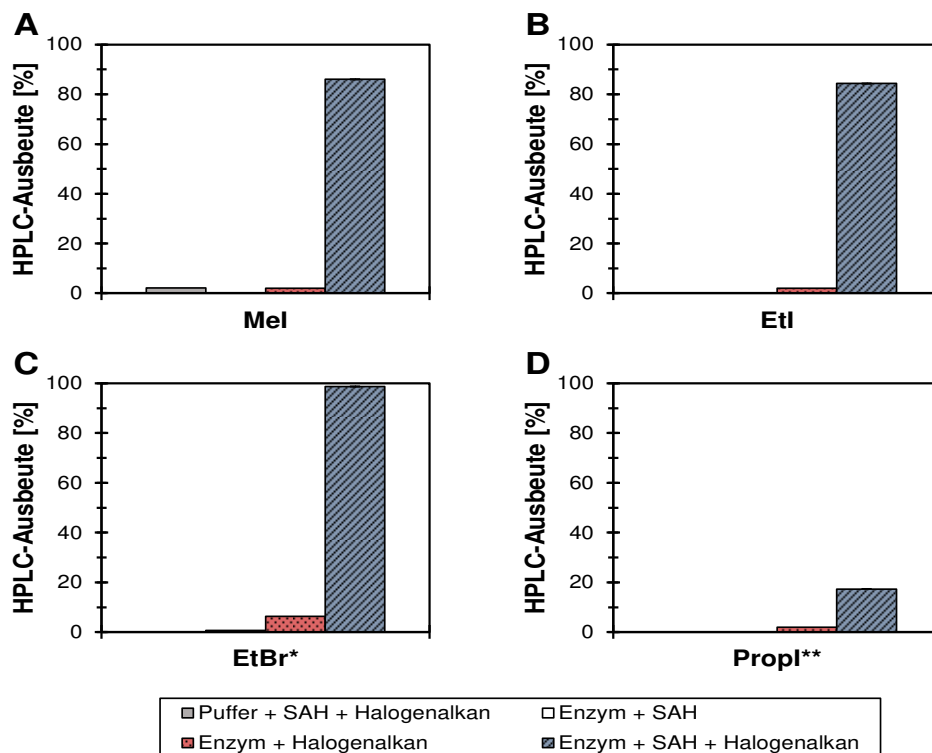 A
B
100
80
60
40
20
0
HPLC-Ausbeute [%]
MeI
100
80
60
40
20
0
HPLC-Ausbeute [%]
EtI
C
D
100
80
60
40
20
0
HPLC-Ausbeute [%]
EtBr*
100
80
60
40
20
0
HPLC-Ausbeute [%]
PropI**
Puffer + SAH + Halogenalkan
Enzym + SAH
Enzym + Halogenalkan
Enzym + SAH + Halogenalkan